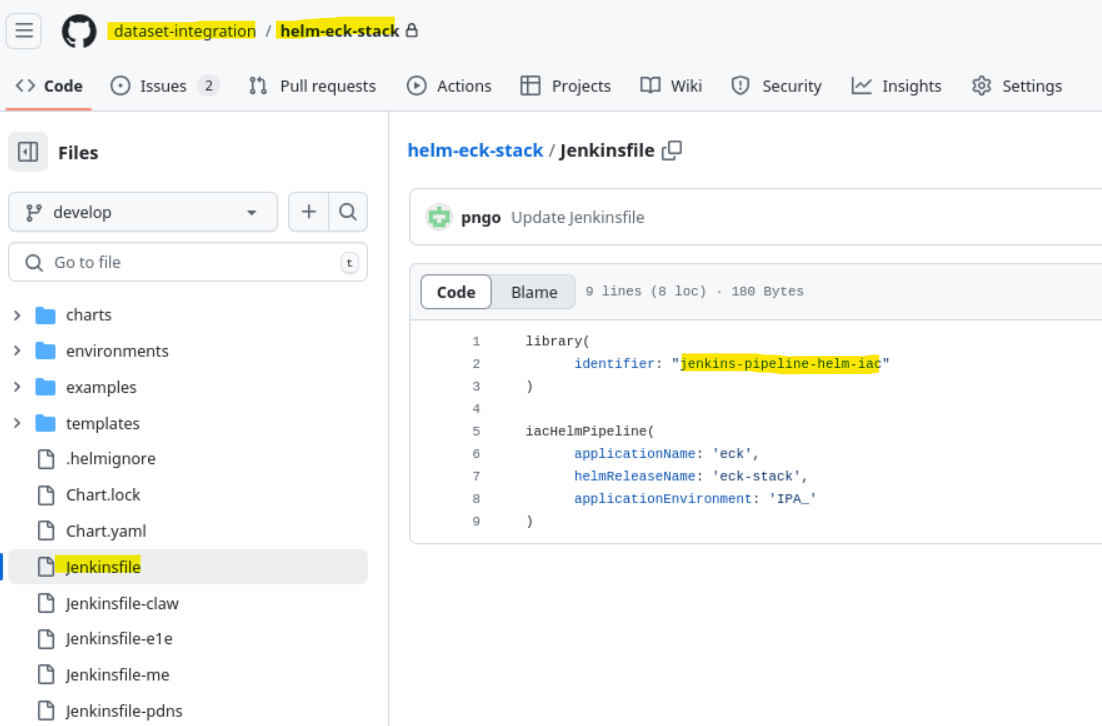 dataset-integration / helm-eck-stack
Code Issues 2 Pull requests Actions Projects Wiki Security Insights Settings
Files
develop
Go to file t
charts
environments
examples
templates
.helmignore
Chart.lock
Chart.yaml
Jenkinsfile
Jenkinsfile-claw
Jenkinsfile-e1e
Jenkinsfile-me
Jenkinsfile-pdns
helm-eck-stack / Jenkinsfile
pngo Update Jenkinsfile
Code Blame 9 lines (8 loc) · 180 Bytes
1 library(
2 identifier: "jenkins-pipeline-helm-iac"
3 )
4
5 iacHelmPipeline(
6 applicationName: 'eck',
7 helmReleaseName: 'eck-stack',
8 applicationEnvironment: 'IPA_'
9 )